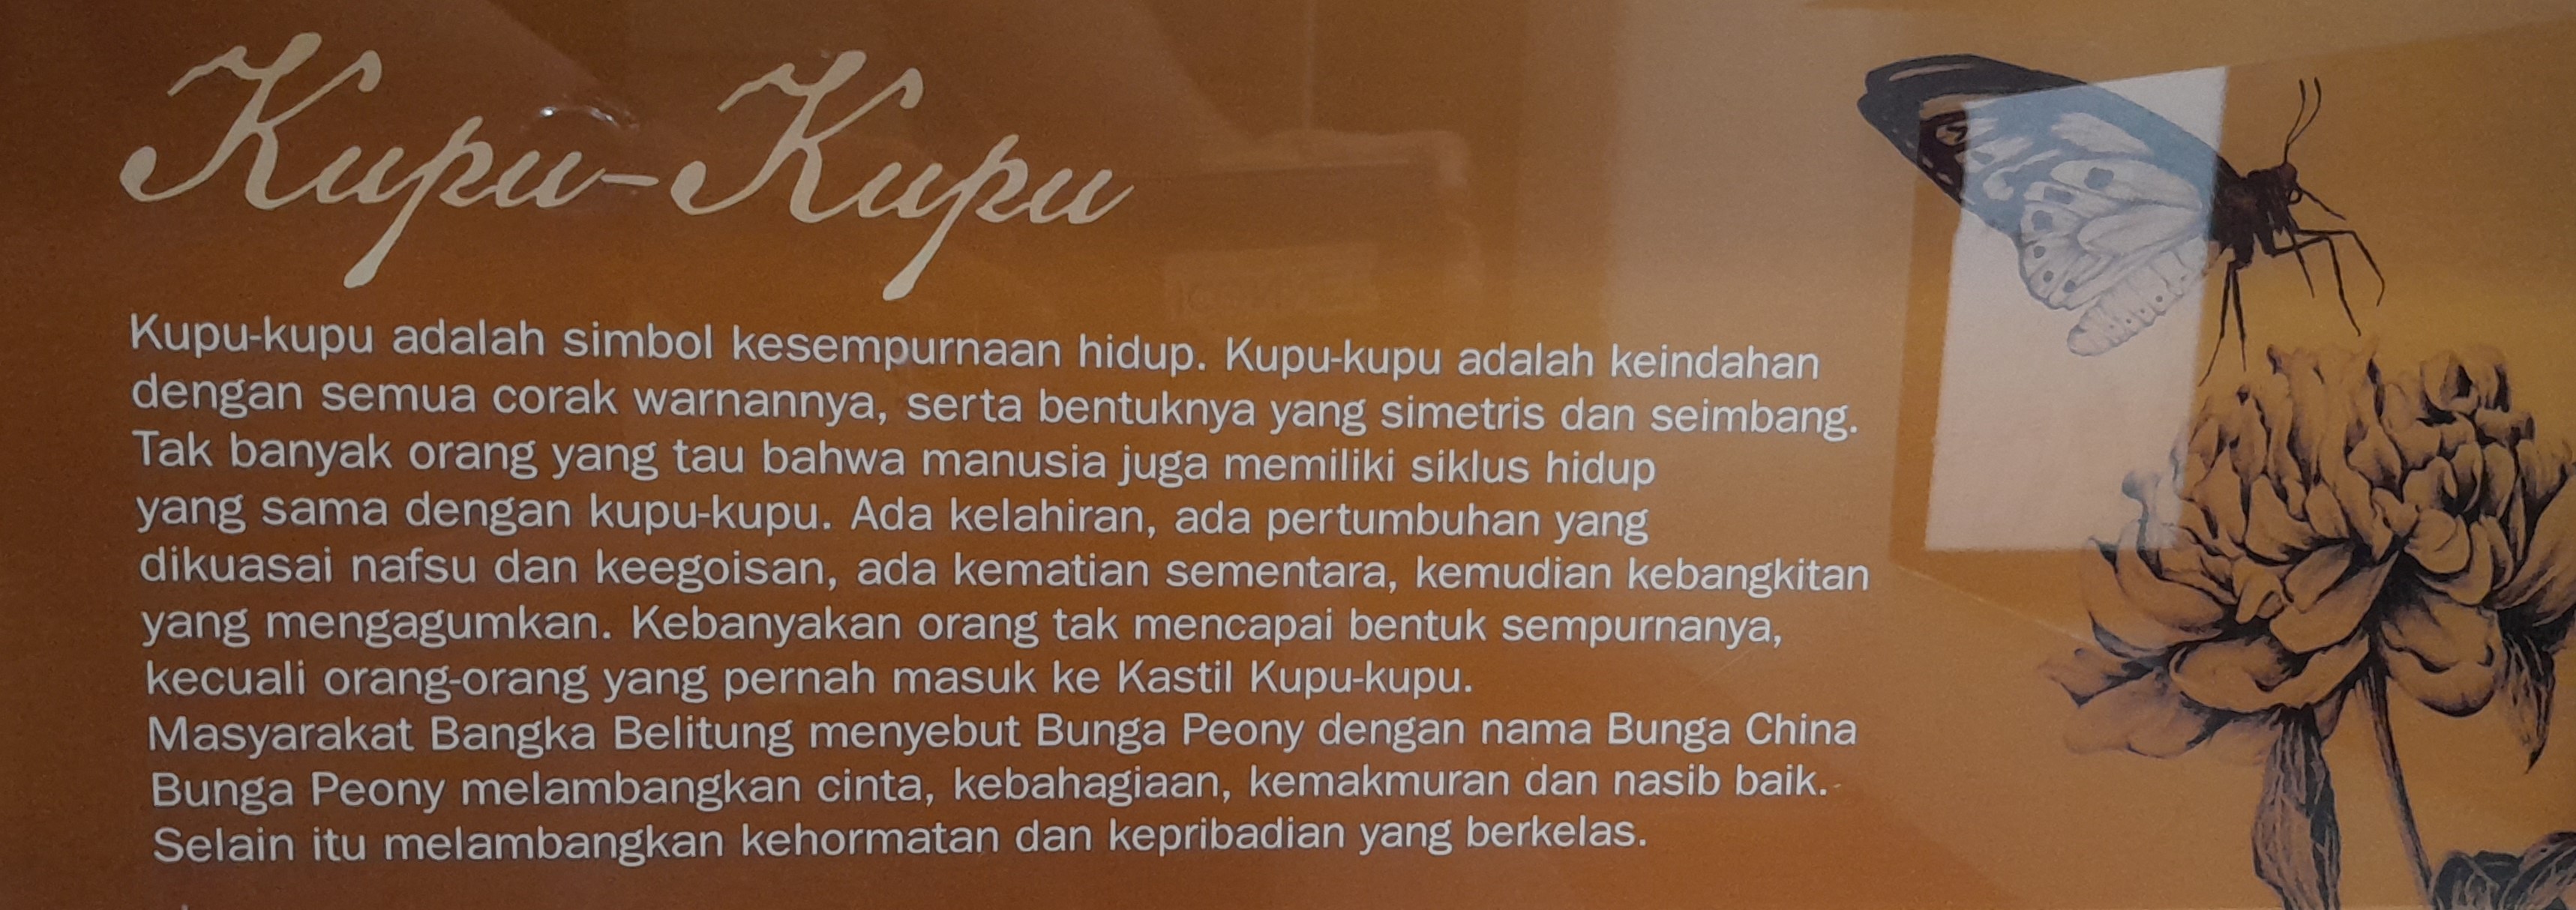 Kupu-Kupu
Kupu-kupu adalah simbol kesempurnaan hidup. Kupu-kupu adalah keindahan
dengan semua corak warnannya, serta bentuknya yang simetris dan seimbang.
Tak banyak orang yang tau bahwa manusia juga memiliki siklus hidup
yang sama dengan kupu-kupu. Ada kelahiran, ada pertumbuhan yang
dikuasai nafsu dan keegoisan, ada kematian sementara, kemudian kebangkitan
yang mengagumkan. Kebanyakan orang tak mencapai bentuk sempurnanya,
kecuali orang-orang yang pernah masuk ke Kastil Kupu-kupu.
Masyarakat Bangka Belitung menyebut Bunga Peony dengan nama Bunga China
Bunga Peony melambangkan cinta, kebahagiaan, kemakmuran dan nasib baik.
Selain itu melambangkan kehormatan dan kepribadian yang berkelas.